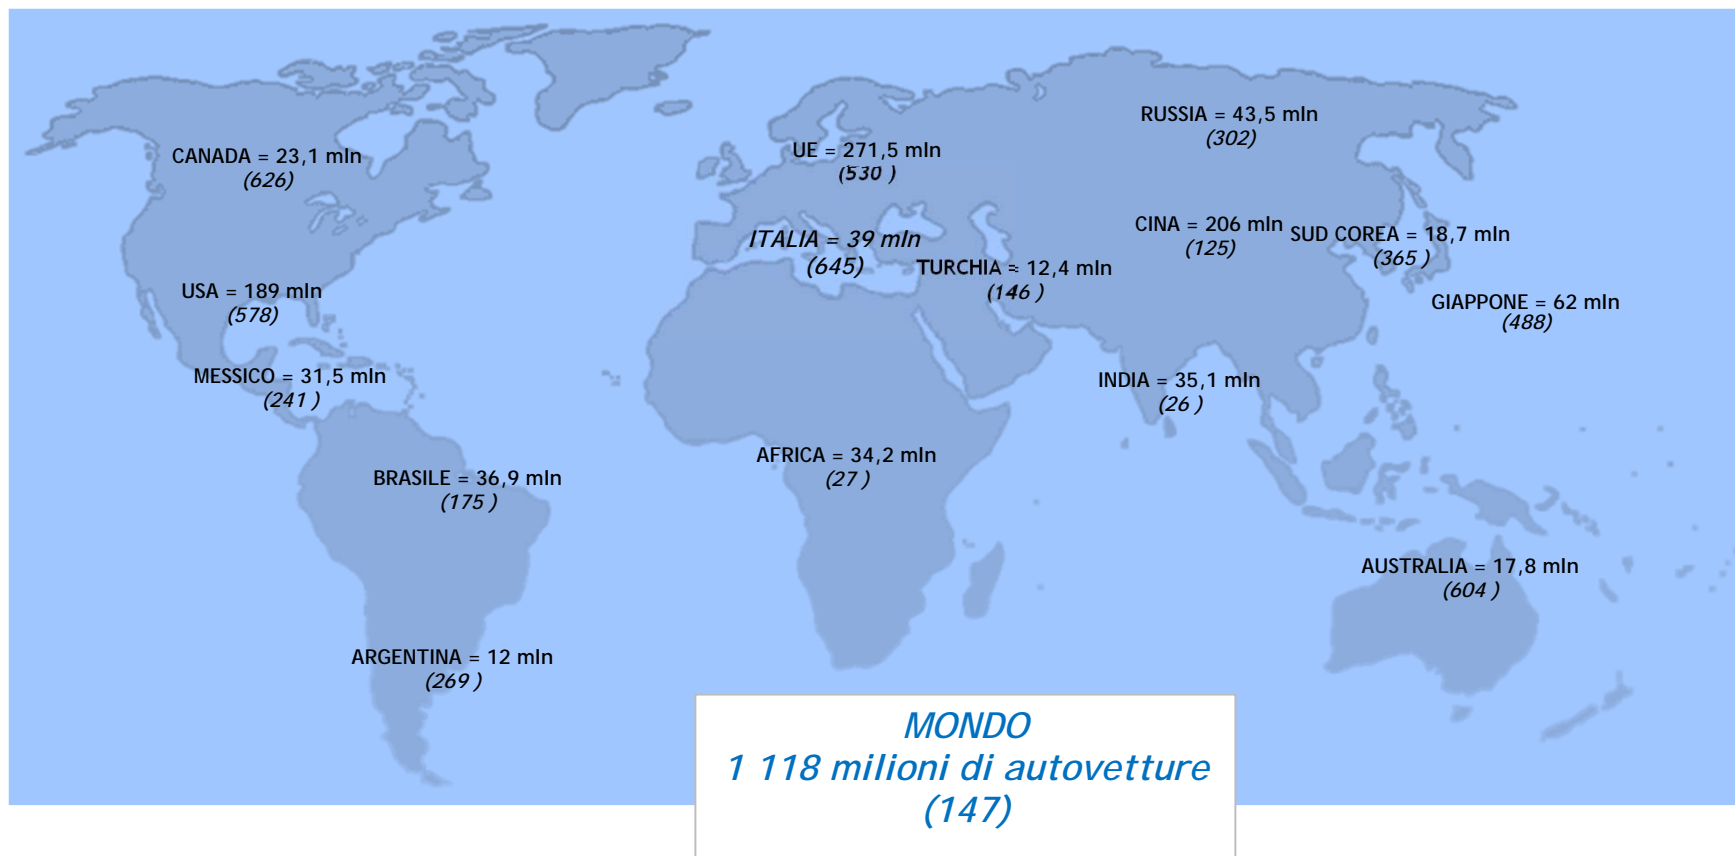 RUSSIA = 43,5 mln
(302)
CANADA = 23,1 mln
(626)
UE = 271,5 mln
(530 )
CINA = 206 mln
(125)
SUD COREA = 18,7 mln
(365 )
ITALIA = 39 mln
(645)
TURCHIA = 12,4 mln
(146 )
USA = 189 mln
(578)
GIAPPONE = 62 mln
(488)
MESSICO = 31,5 mln
(241 )
INDIA = 35,1 mln
(26 )
AFRICA = 34,2 mln
(27 )
BRASILE = 36,9 mln
(175 )
AUSTRALIA = 17,8 mln
(604 )
ARGENTINA = 12 mln
(269 )
MONDO
1 118 milioni di autovetture
(147)